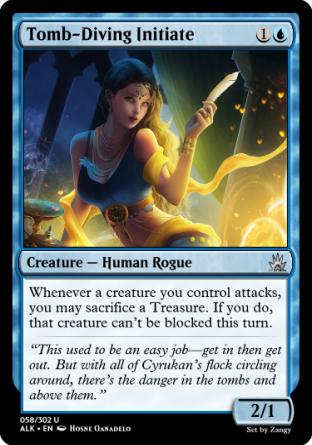 Tomb-Diving Initiate 1
Creature — Human Rogue
Whenever a creature you control attacks,
you may sacrifice a Treasure. If you do,
that creature can't be blocked this turn.
“This used to be an easy job—get in then get
out. But with all of Cyrukan's flock circling
around, there's the danger in the tombs and
above them.”
2/1
058/302 U
ALK • EN Hosne Oanadelo
Set by Zangy